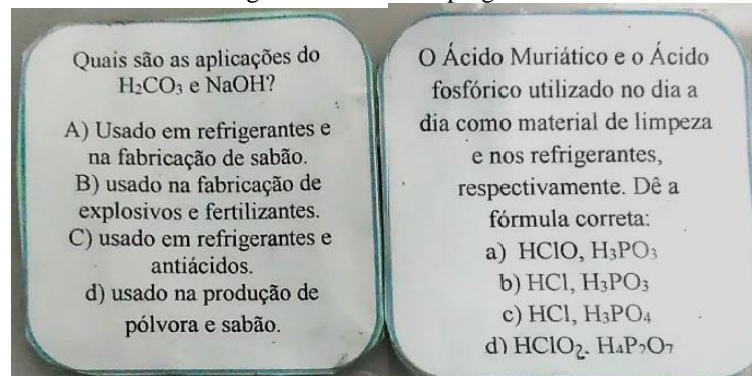 Quais são as aplicações do
H₂CO₃ e NaOH?
A) Usado em refrigerantes e
na fabricação de sabão.
B) usado na fabricação de
explosivos e fertilizantes.
C) usado em refrigerantes e
antiácidos.
d) usado na produção de
pólvora e sabão.
O Ácido Muriático e o Ácido
fosfórico utilizado no dia a
dia como material de limpeza
e nos refrigerantes,
respectivamente. Dê a
fórmula correta:
a) HClO, H₃PO₃
b) HCl, H₃PO₃
c) HCl, H₃PO₄
d) HClO₂. H₄P₂O₇